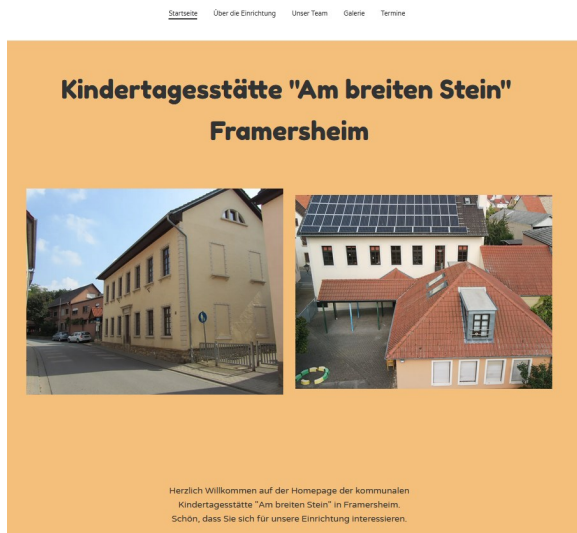 Startseite Über die Einrichtung Unser Team Galerie Termine
Kindertagesstätte "Am breiten Stein"
Framersheim
Herzlich Willkommen auf der Homepage der kommunalen
Kindertagesstätte "Am breiten Stein" in Framersheim.
Schön, dass Sie sich für unsere Einrichtung interessieren.